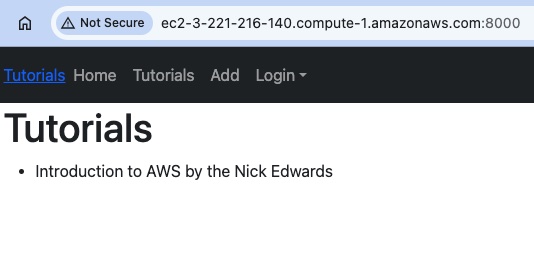 Not Secure ec2-3-221-216-140.compute-1.amazonaws.com:8000
Tutorials Home Tutorials Add Login
Tutorials
• Introduction to AWS by the Nick Edwards